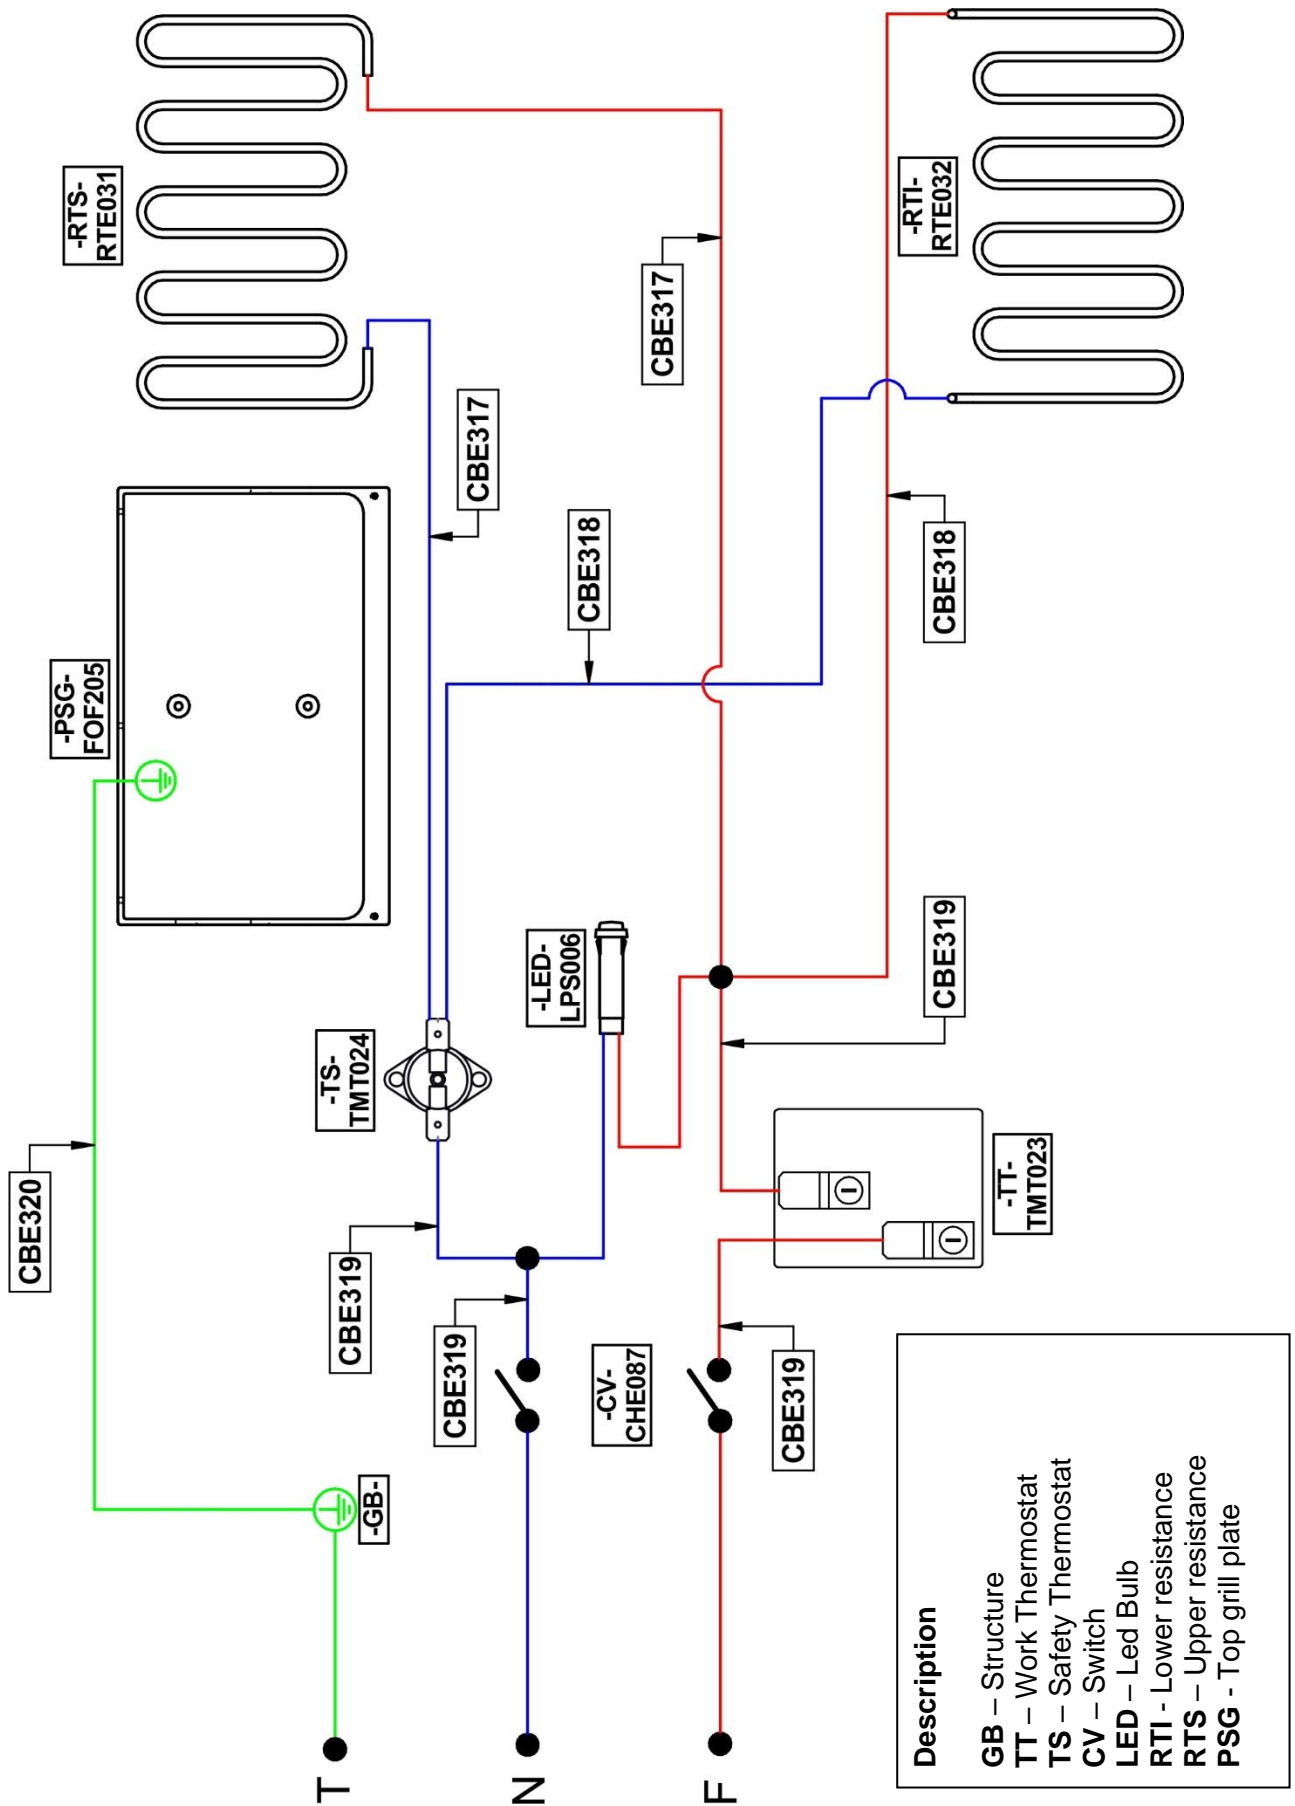 T
N
F
-GB-
CBE320
-PSG-
FOF205
-RTS-
RTE031
CBE319
-TS-
TMT024
CBE317
CBE319
-LED-
LPS006
CBE318
CBE317
-CV-
CHE087
CBE319
-TT-
TMT023
CBE319
CBE318
-RTI-
RTE032
Description
GB – Structure
TT – Work Thermostat
TS – Safety Thermostat
CV – Switch
LED – Led Bulb
RTI - Lower resistance
RTS – Upper resistance
PSG - Top grill plate